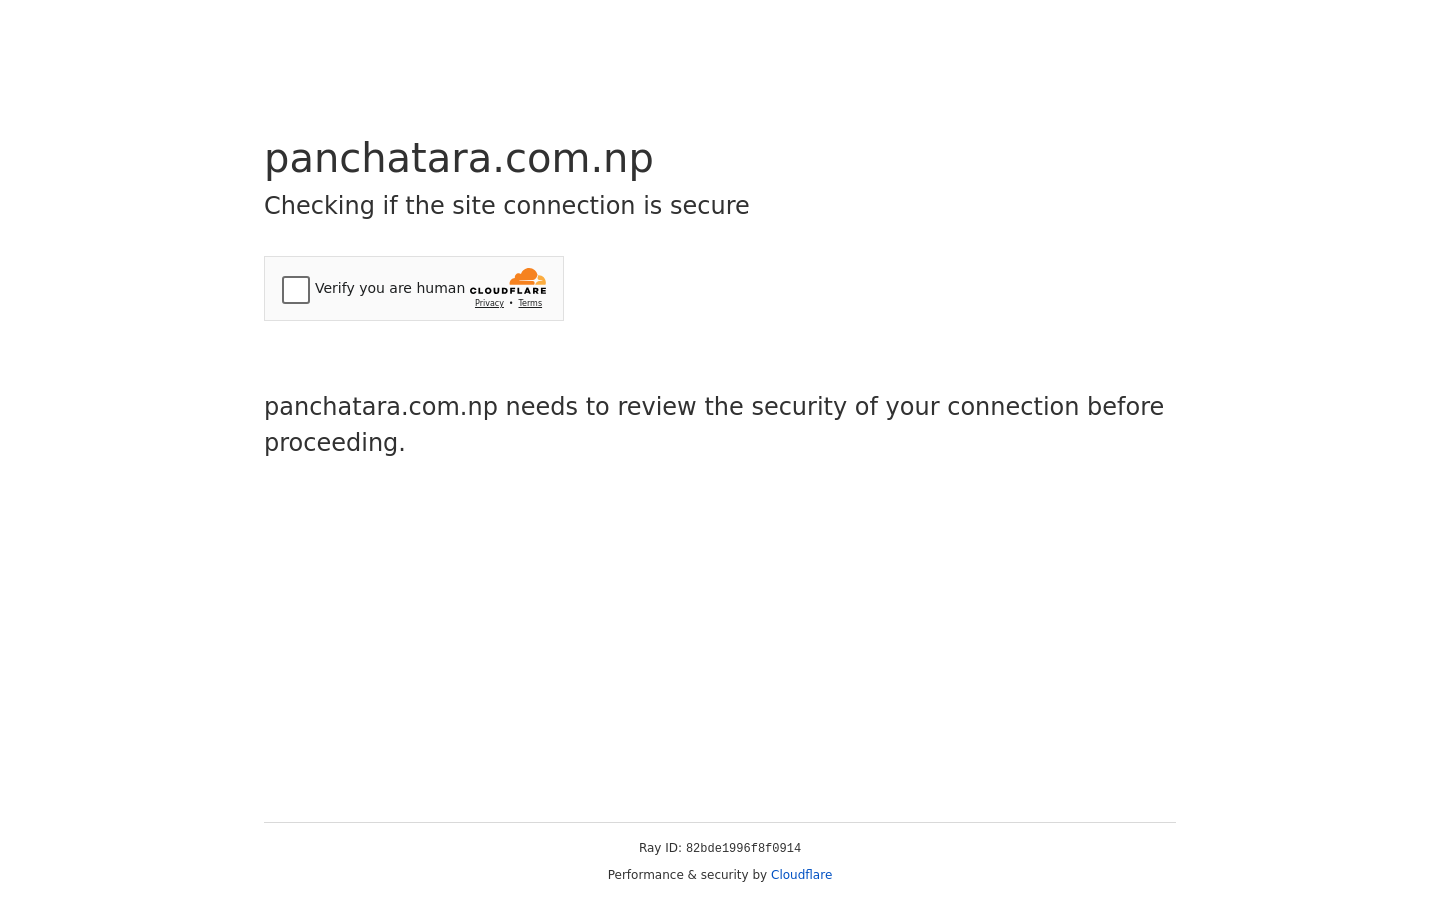 panchatara.com.np
Checking if the site connection is secure
Verify you are human
CLOUDFLARE
Privacy • Terms
panchatara.com.np needs to review the security of your connection before
proceeding.
Ray ID: 82bde1996f8f0914
Performance & security by Cloudflare